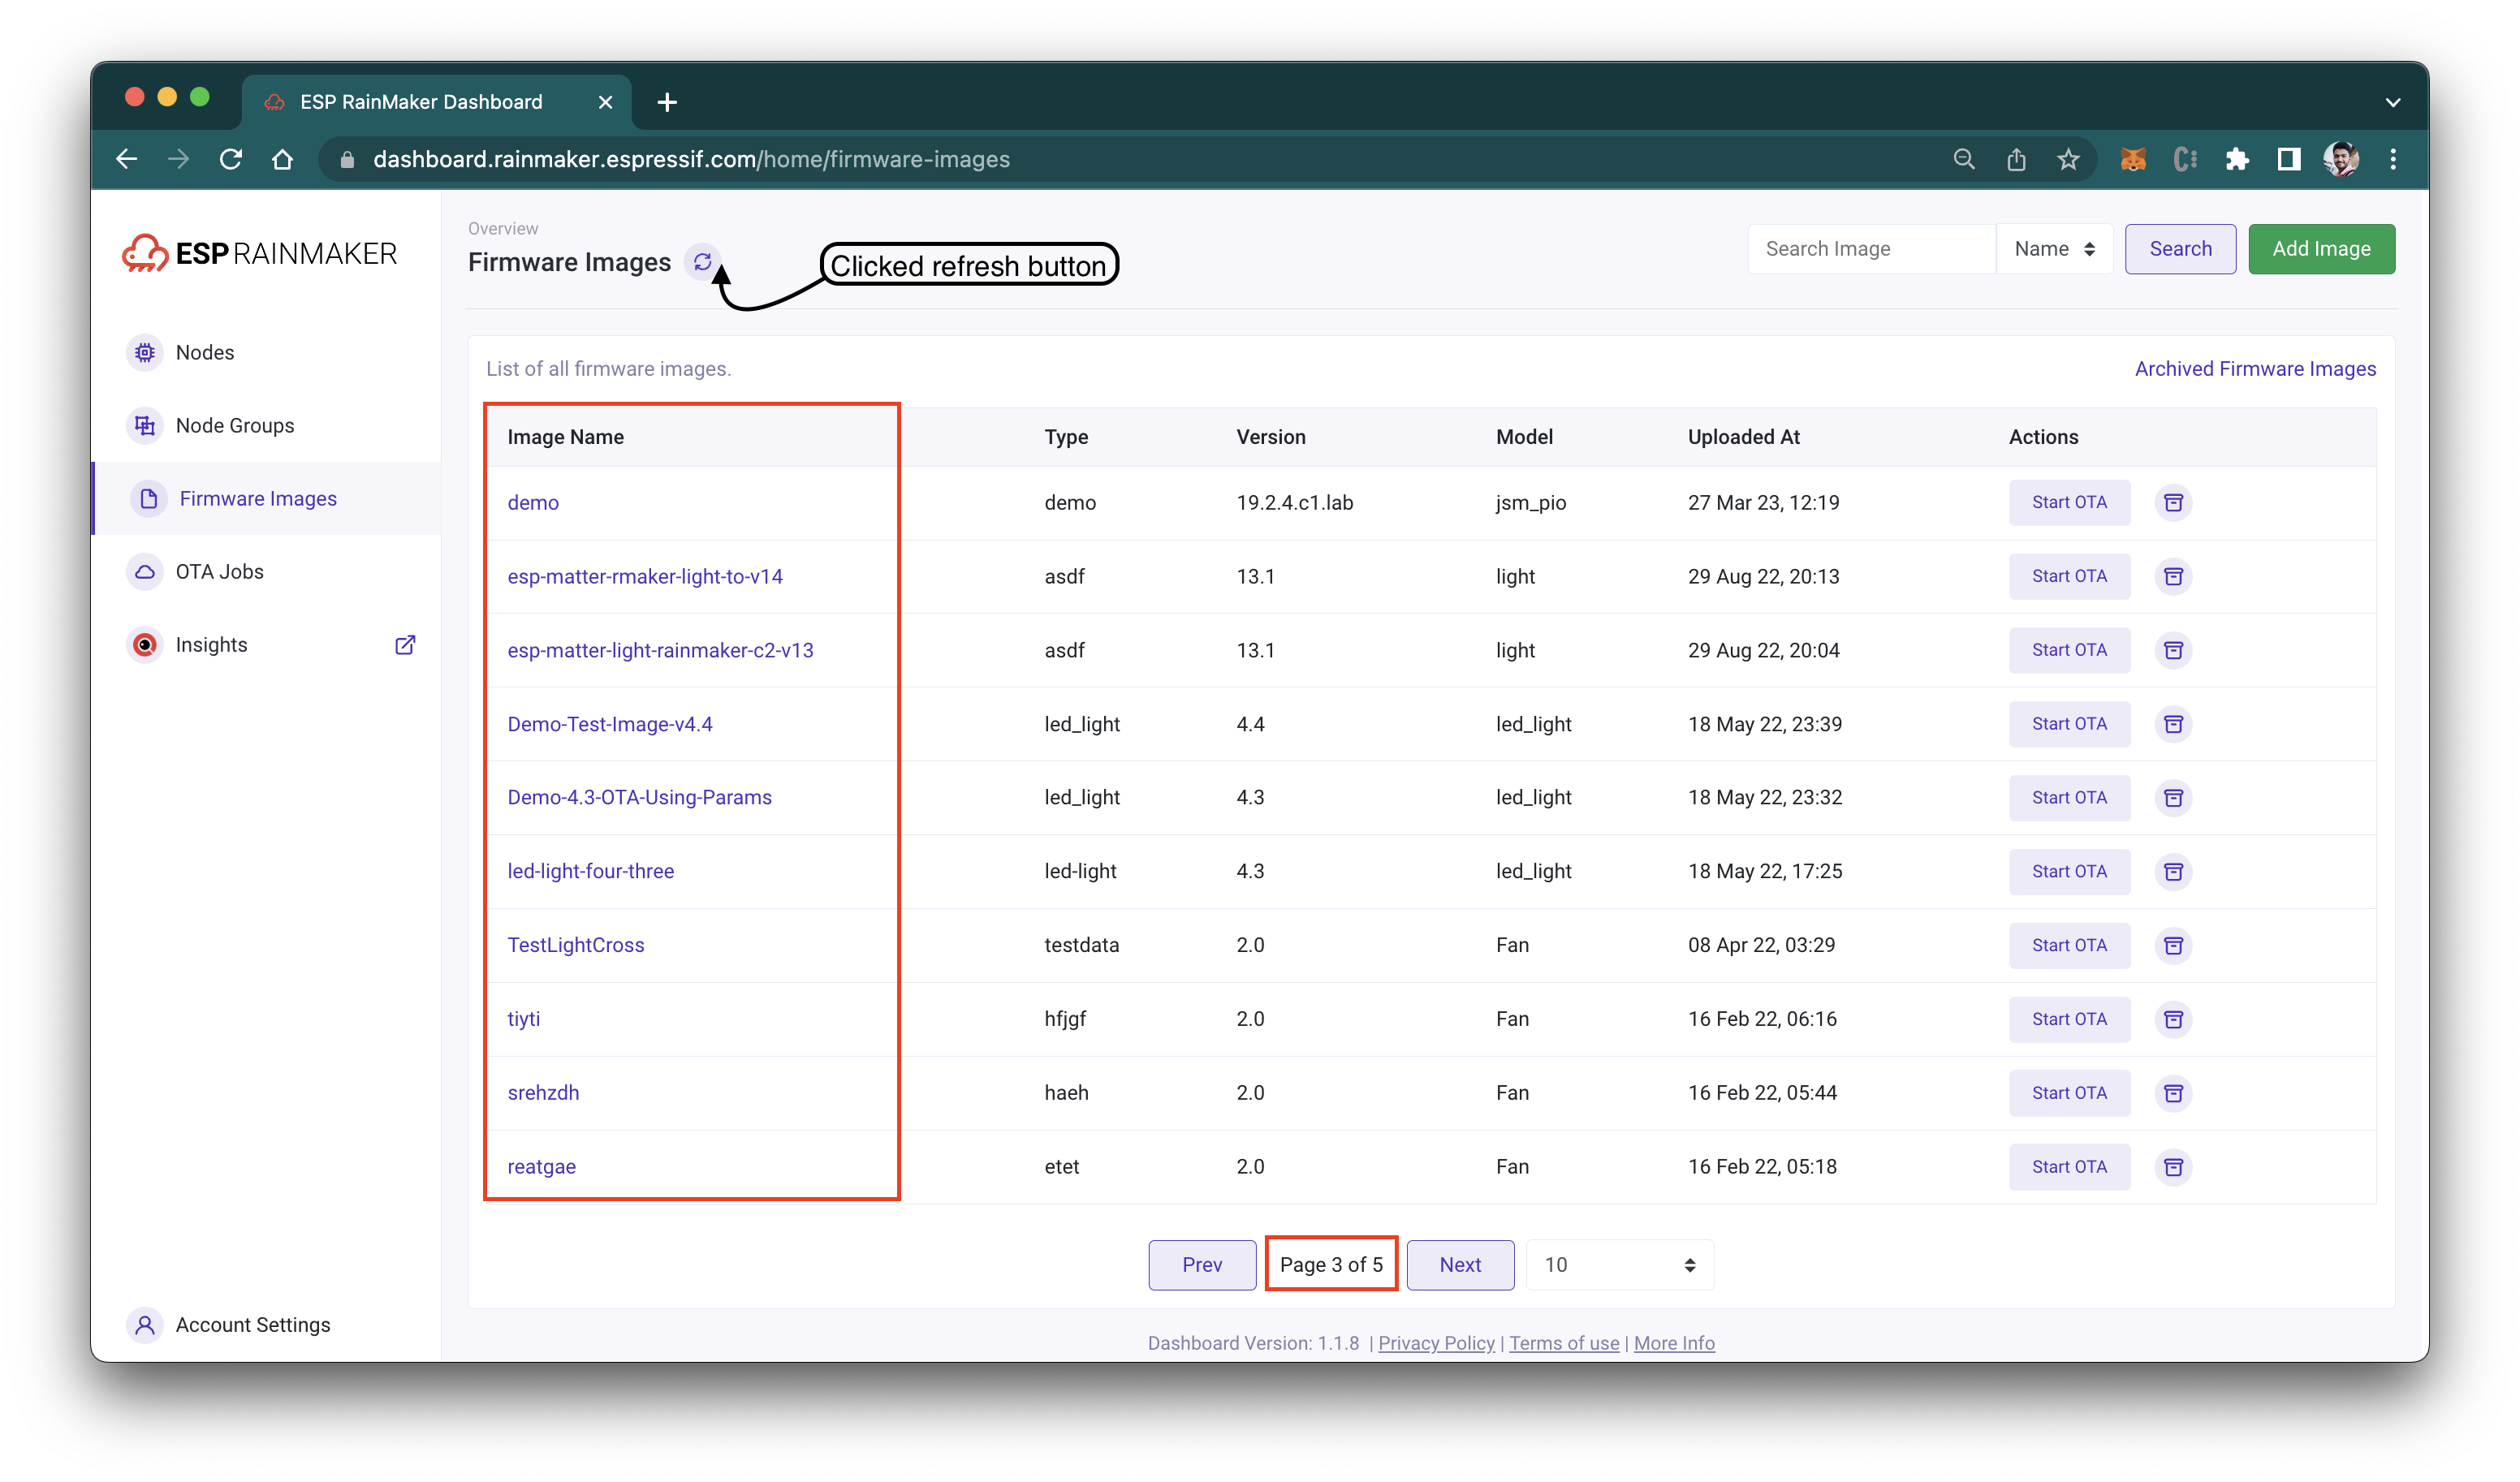 ESP RainMaker Dashboard
dashboard.rainmaker.espressif.com/home/firmware-images
ESP RAINMAKER
Nodes
Node Groups
Firmware Images
OTA Jobs
Insights
Account Settings
Overview
Firmware Images
Clicked refresh button
Search Image
Name
Search
Add Image
List of all firmware images.
Archived Firmware Images
Image Name Type Version Model Uploaded At Actions
demo demo 19.2.4.c1.lab jsm_pio 27 Mar 23, 12:19 Start OTA
esp-matter-rmaker-light-to-v14 asdf 13.1 light 29 Aug 22, 20:13 Start OTA
esp-matter-light-rainmaker-c2-v13 asdf 13.1 light 29 Aug 22, 20:04 Start OTA
Demo-Test-Image-v4.4 led_light 4.4 led_light 18 May 22, 23:39 Start OTA
Demo-4.3-OTA-Using-Params led_light 4.3 led_light 18 May 22, 23:32 Start OTA
led-light-four-three led-light 4.3 led_light 18 May 22, 17:25 Start OTA
TestLightCross testdata 2.0 Fan 08 Apr 22, 03:29 Start OTA
tiyti hfjgf 2.0 Fan 16 Feb 22, 06:16 Start OTA
srehzdh haeh 2.0 Fan 16 Feb 22, 05:44 Start OTA
reatgae etet 2.0 Fan 16 Feb 22, 05:18 Start OTA
Prev Page 3 of 5 Next 10
Dashboard Version: 1.1.8 | Privacy Policy | Terms of use | More Info